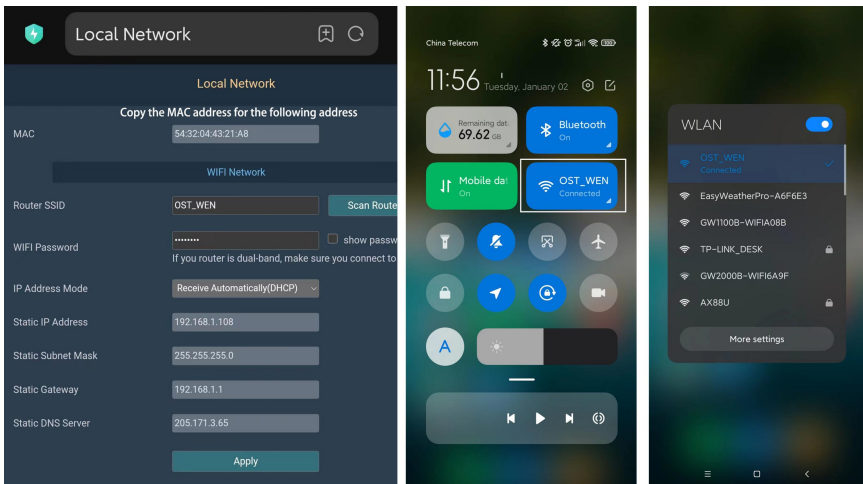 Local Network
Local Network
Copy the MAC address for the following address
MAC
54:32:04:43:21:A8
WIFI Network
Router SSID
OST_WEN
Scan Route
WIFI Password
••••••••
show passw
If you router is dual-band, make sure you connect to
IP Address Mode
Receive Automatically(DHCP)
Static IP Address
192.168.1.108
Static Subnet Mask
255.255.255.0
Static Gateway
192.168.1.1
Static DNS Server
205.171.3.65
Apply
China Telecom
100
11:56 Tuesday, January 02
Remaining dat
69.62 GB
Bluetooth
On
Mobile dat
On
OST_WEN
Connected
A
WLAN
OST_WEN
Connected
EasyWeatherPro-A6F6E3
GW1100B-WIFIA08B
TP-LINK_DESK
GW2000B-WIFI6A9F
AX88U
More settings